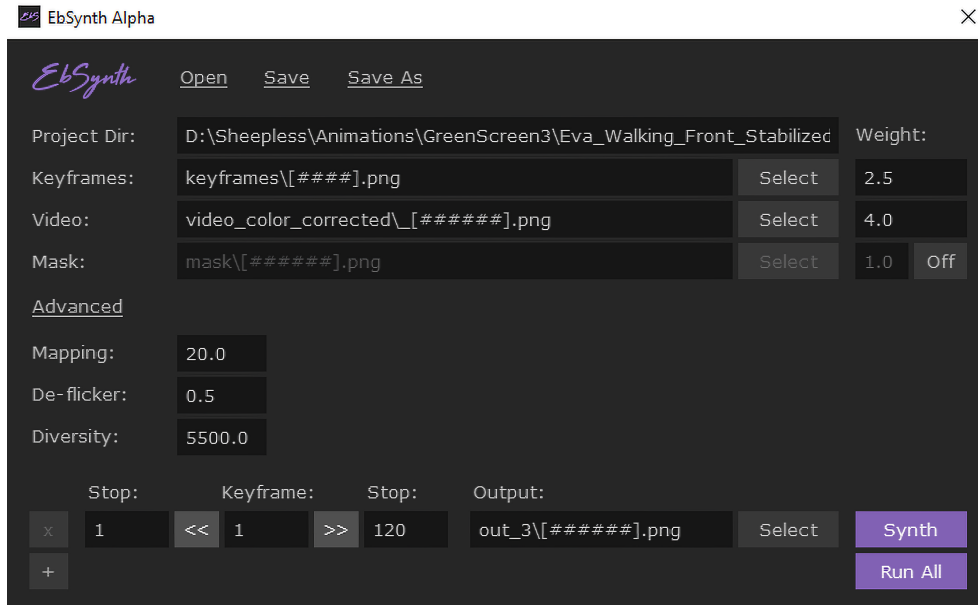 EbSynth Alpha
EbSynth Open Save Save As
Project Dir: D:\Sheepless\Animations\GreenScreen3\Eva_Walking_Front_Stabilized Weight:
Keyframes: keyframes\[####].png Select 2.5
Video: video_color_corrected\_[######].png Select 4.0
Mask: mask\[######].png Select 1.0 Off
Advanced
Mapping: 20.0
De-flicker: 0.5
Diversity: 5500.0
Stop: Keyframe: Stop: Output:
x 1 << 1 >> 120 out_3\[######].png Select Synth
+ Run All